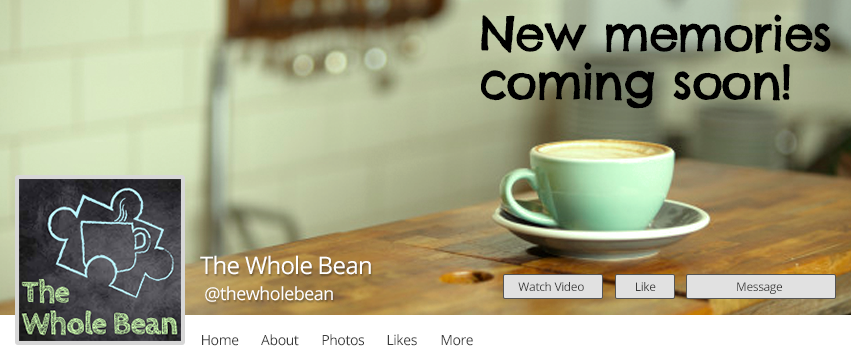 New memories
coming soon!
The
Whole Bean
The Whole Bean
@thewholebean
Watch Video
Like
Message
Home
About
Photos
Likes
More